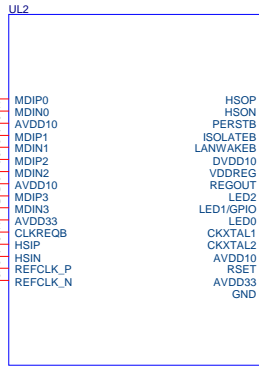 UL2
MDIP0 HSOP
MDIN0 HSON
AVDD10 PERSTB
MDIP1 ISOLATEB
MDIN1 LANWAKEB
MDIP2 DVDD10
MDIN2 VDDREG
AVDD10 REGOUT
MDIP3 LED2
MDIN3 LED1/GPIO
AVDD33 LED0
CLKREQB CKXTAL1
HSIP CKXTAL2
HSIN AVDD10
REFCLK_P RSET
REFCLK_N AVDD33
GND